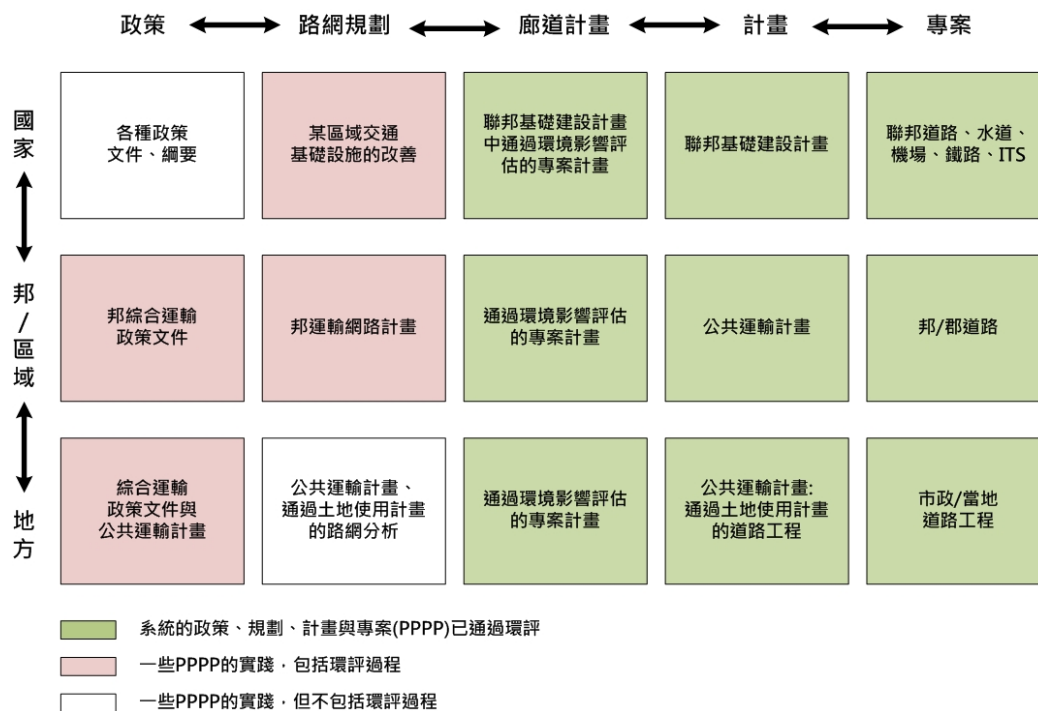 政策
路網規劃
廊道計畫
計畫
專案
國家
各種政策
文件、綱要
某區域交通
基礎設施的改善
聯邦基礎建設計畫
中通過環境影響評
估的專案計畫
聯邦基礎建設計畫
聯邦道路、水道、
機場、鐵路、ITS
邦/區域
邦綜合運輸
政策文件
邦運輸網路計畫
通過環境影響評估
的專案計畫
公共運輸計畫
邦/郡道路
地方
綜合運輸
政策文件與
公共運輸計畫
公共運輸計畫、
通過土地使用計畫
的路網分析
通過環境影響評估
的專案計畫
公共運輸計畫:
通過土地使用計畫
的道路工程
市政/當地
道路工程
系統的政策、規劃、計畫與專案(PPPP)已通過環評
一些PPPP的實踐，包括環評過程
一些PPPP的實踐，但不包括環評過程